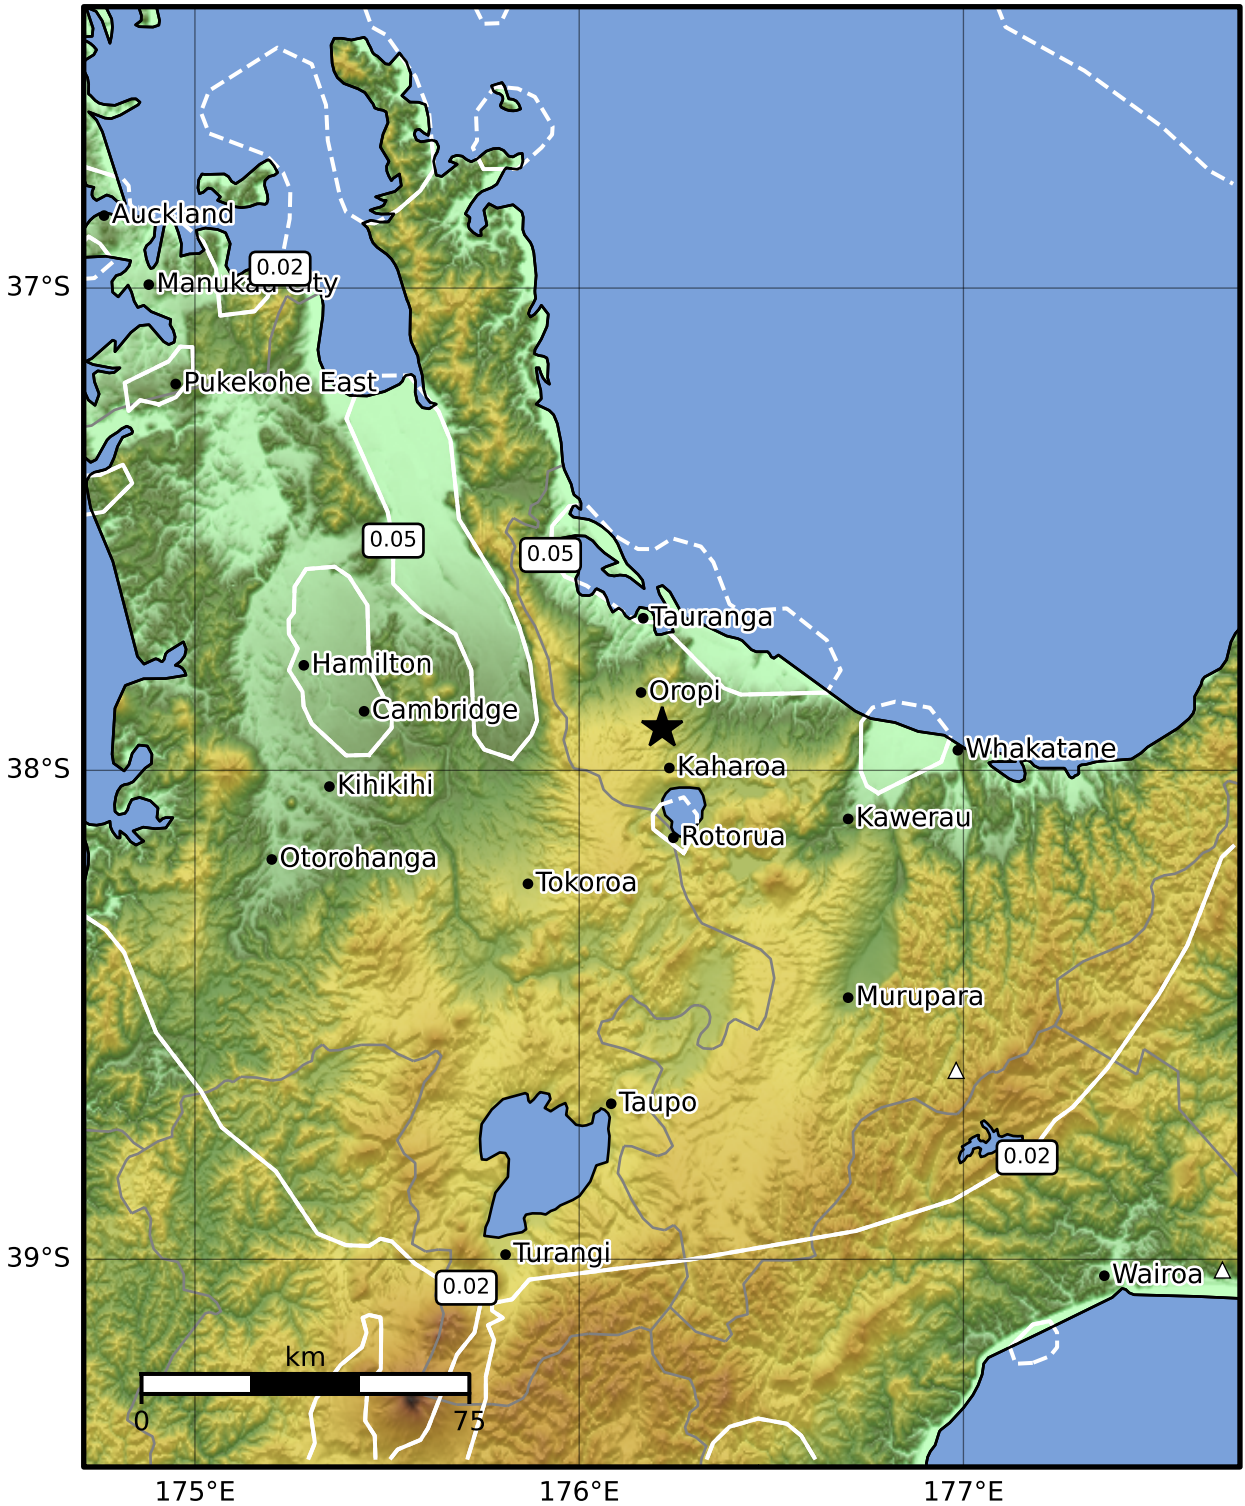 Auckland
0.02
Manukau City
37°S
Pukekohe East
0.05
0.05
Tauranga
Hamilton
Oropi
Cambridge
Whakatane
38°S
Kaharoa
Kihikihi
Kawerau
Rotorua
Otorohanga
Tokoroa
Murupara
Taupo
0.02
39°S
Turangi
Wairoa
0.02
km
0
75
175°E
176°E
177°E